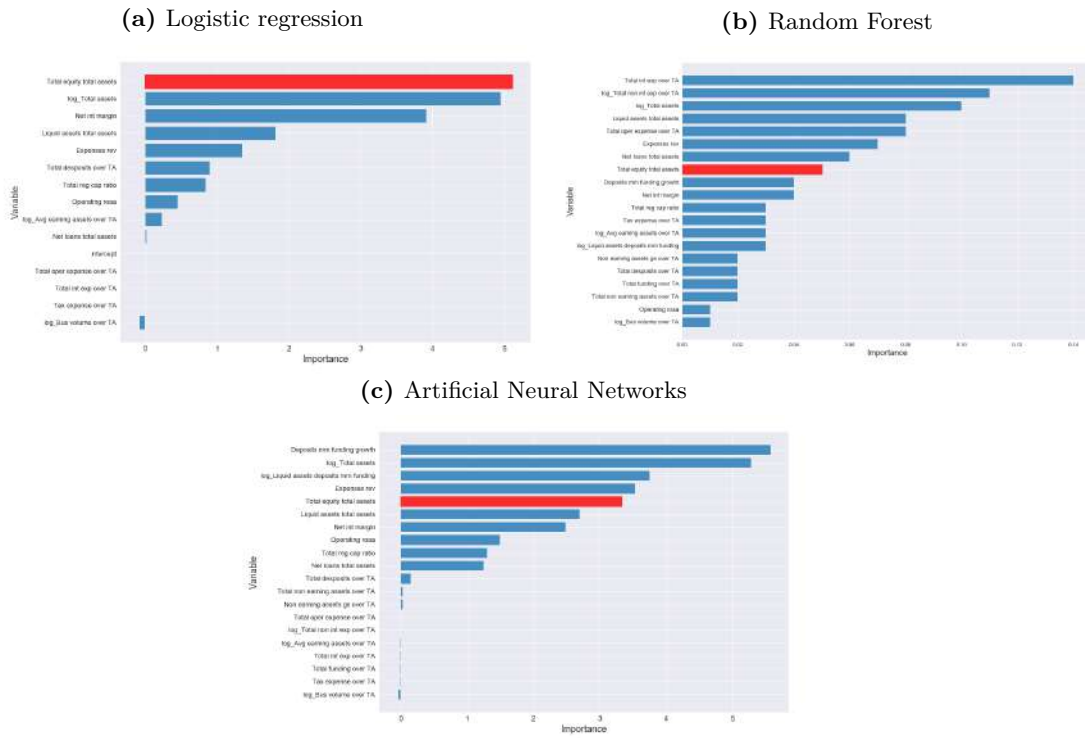 (a) Logistic regression
Total equity total assets
log_Total assets
Net int margin
Liquid assets total assets
Expenses rev
Total desposits over TA
Total reg cap ratio
Operating roaa
log_Avg earning assets over TA
Net loans total assets
intercept
Total oper expense over TA
Total int exp over TA
Tax expense over TA
log_Bus volume over TA
Variable
0 1 2 3 4 5
Importance
(b) Random Forest
Total int exp over TA
log_Total non int exp over TA
log_Total assets
Liquid assets total assets
Total oper expense over TA
Expenses rev
Net loans total assets
Total equity total assets
Deposits mm funding growth
Net int margin
Total reg cap ratio
Tax expense over TA
log_Avg earning assets over TA
log_Liquid assets deposits mm funding
Non earning assets ge over TA
Total desposits over TA
Total funding over TA
Total non earning assets over TA
Operating roaa
log_Bus volume over TA
Variable
Importance
(c) Artificial Neural Networks
Deposits mm funding growth
log_Total assets
log_Liquid assets deposits mm funding
Expenses rev
Total equity total assets
Liquid assets total assets
Net int margin
Operating roaa
Total reg cap ratio
Net loans total assets
Total desposits over TA
Total non earning assets over TA
Non earning assets ge over TA
Total oper expense over TA
log_Total non int exp over TA
log_Avg earning assets over TA
Total int exp over TA
Total funding over TA
Tax expense over TA
log_Bus volume over TA
Variable
0 1 2 3 4 5
Importance